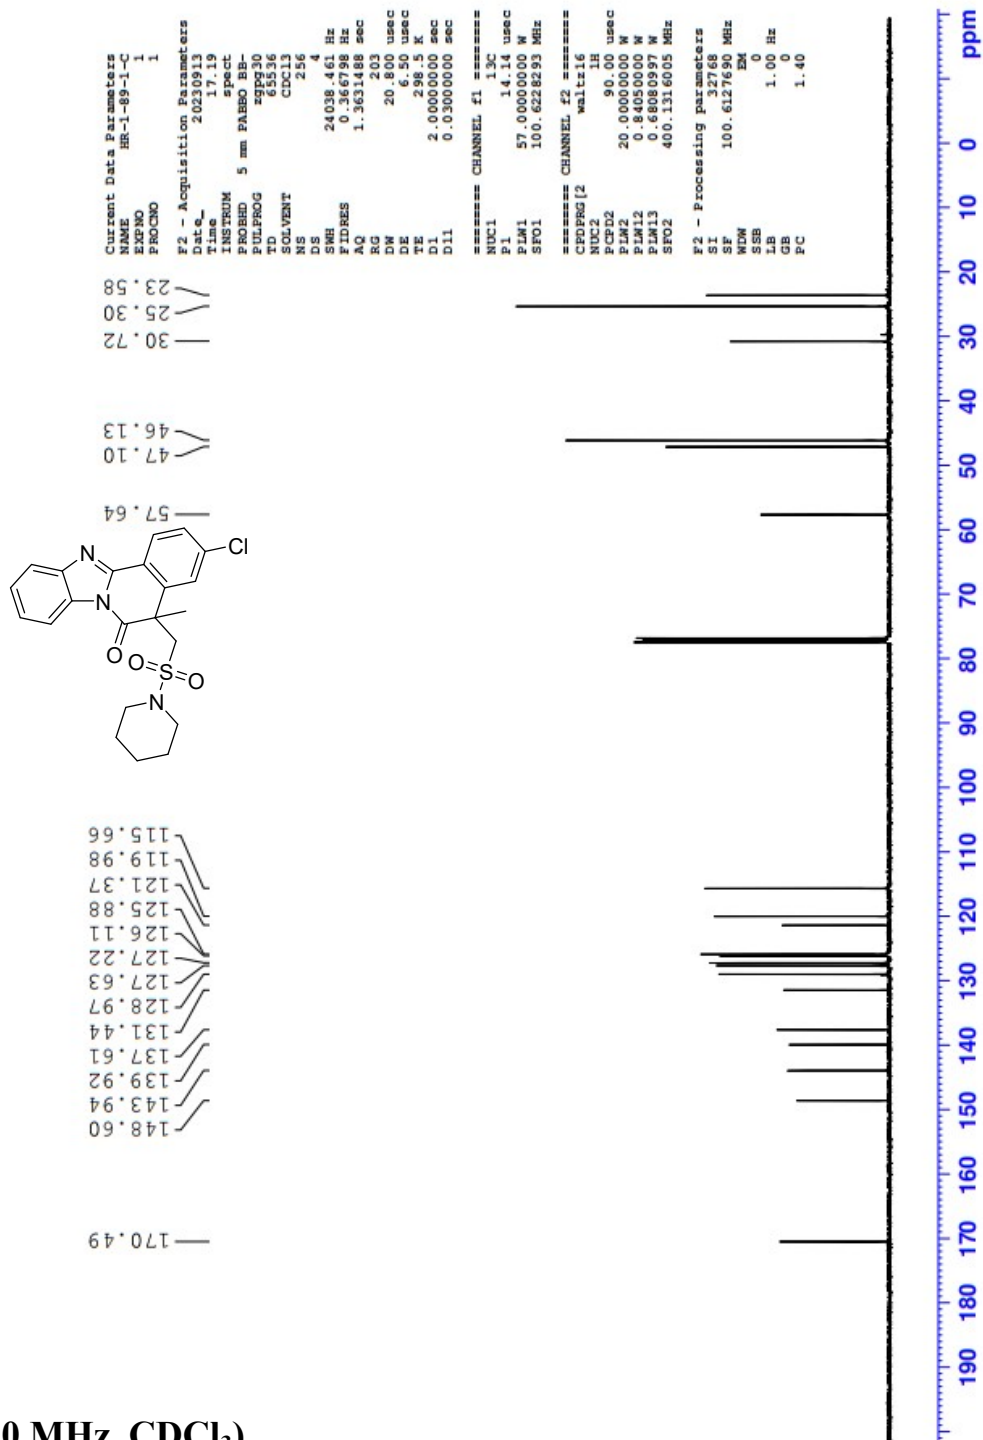 Current Data Parameters
NAME HR-1-89-1-C
EXPNO 1
PROCNO 1
F2 - Acquisition Parameters
Date_ 20230913
Time 17.19
INSTRUM spect
PROBHD 5 mm PABBO BB-
PULPROG zgpg30
TD 65536
SOLVENT CDCl3
NS 256
DS 4
SWH 24038.461 Hz
FIDRES 0.366798 Hz
AQ 1.3631488 sec
RG 203
DW 20.800 usec
DE 6.50 usec
TE 298.5 K
D1 2.00000000 sec
D11 0.03000000 sec
======== CHANNEL f1 ========
NUC1 13C
P1 14.14 usec
PLW1 57.00000000 W
SFO1 100.6228293 MHz
======== CHANNEL f2 ========
CPDPRG[2 waltz16
NUC2 1H
PCPD2 90.00 usec
PLW2 20.00000000 W
PLW12 0.84050000 W
PLW13 0.68080997 W
SFO2 400.1316005 MHz
F2 - Processing parameters
SI 32768
SF 100.6127690 MHz
WDW EM
SSB 0
LB 1.00 Hz
GB 0
PC 1.40
170.49
148.60
143.94
139.92
137.61
131.44
128.97
127.63
127.22
126.11
125.88
121.37
119.98
115.66
57.64
47.10
46.13
30.72
25.30
23.58
N
Cl
N
O
O
S
O
N
190 180 170 160 150 140 130 120 110 100 90 80 70 60 50 40 30 20 10 0 ppm
0 MHz, CDCl₃)